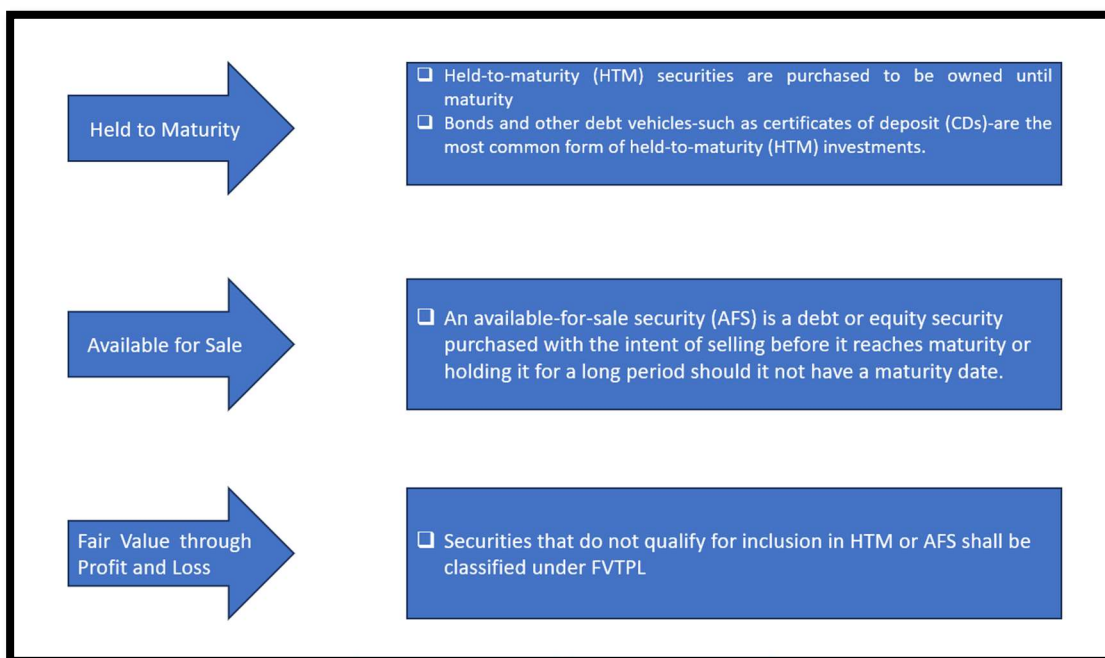 Held to Maturity
❑ Held-to-maturity (HTM) securities are purchased to be owned until
maturity
❑ Bonds and other debt vehicles-such as certificates of deposit (CDs)-are the
most common form of held-to-maturity (HTM) investments.
Available for Sale
❑ An available-for-sale security (AFS) is a debt or equity security
purchased with the intent of selling before it reaches maturity or
holding it for a long period should it not have a maturity date.
Fair Value through
Profit and Loss
❑ Securities that do not qualify for inclusion in HTM or AFS shall be
classified under FVTPL